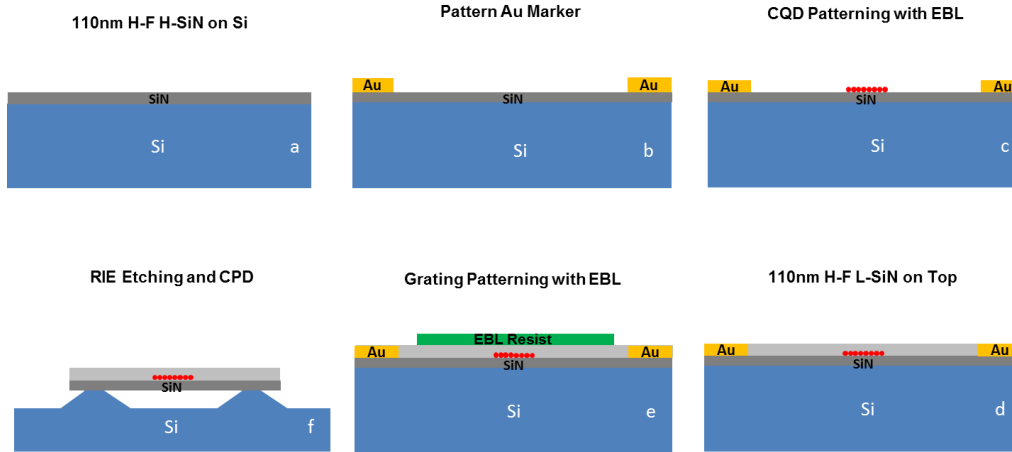 110nm H-F H-SiN on Si
Pattern Au Marker
CQD Patterning with EBL
SiN
Si
a
Au
Au
SiN
Si
b
Au
Au
SiN
Si
c
RIE Etching and CPD
Grating Patterning with EBL
110nm H-F L-SiN on Top
SiN
Si
f
EBL Resist
Au
Au
SiN
Si
e
Au
Au
SiN
Si
d